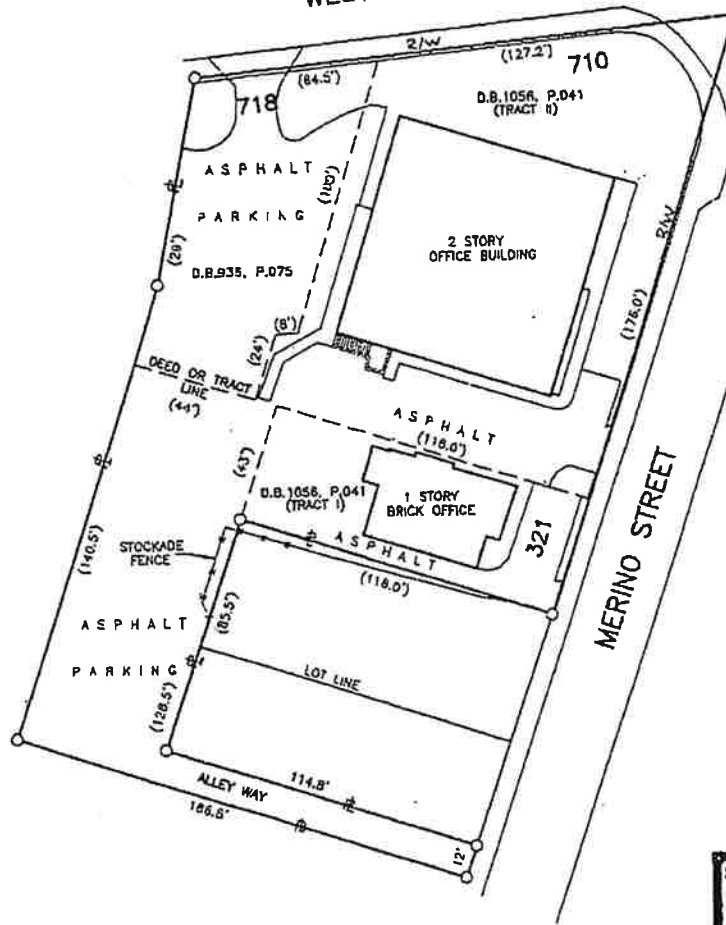 R/W
(84.5')
(127.2')
710
718
D.B.1056, P.041
(TRACT II)
ASPHALT
PARKING
D.B.935, P.075
(29')
2 STORY
OFFICE BUILDING
R/W
(176.0')
(8')
(24')
DEED OR TRACT
LINE
(44')
ASPHALT
(116.0')
(43')
D.B.1056, P.041
(TRACT I)
1 STORY
BRICK OFFICE
321
MERINO STREET
STOCKADE
FENCE
ASPHALT
(118.0')
(140.5')
(85.5')
ASPHALT
PARKING
LOT LINE
(128.5')
114.8'
ALLEY WAY
186.6'
12'